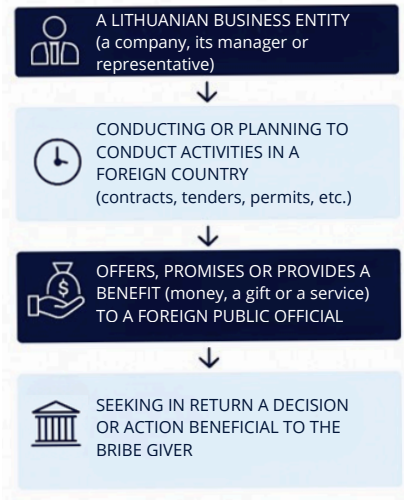 A LITHUANIAN BUSINESS ENTITY
(a company, its manager or
representative)
CONDUCTING OR PLANNING TO
CONDUCT ACTIVITIES IN A
FOREIGN COUNTRY
(contracts, tenders, permits, etc.)
OFFERS, PROMISES OR PROVIDES A
BENEFIT (money, a gift or a service)
TO A FOREIGN PUBLIC OFFICIAL
SEEKING IN RETURN A DECISION
OR ACTION BENEFICIAL TO THE
BRIBE GIVER